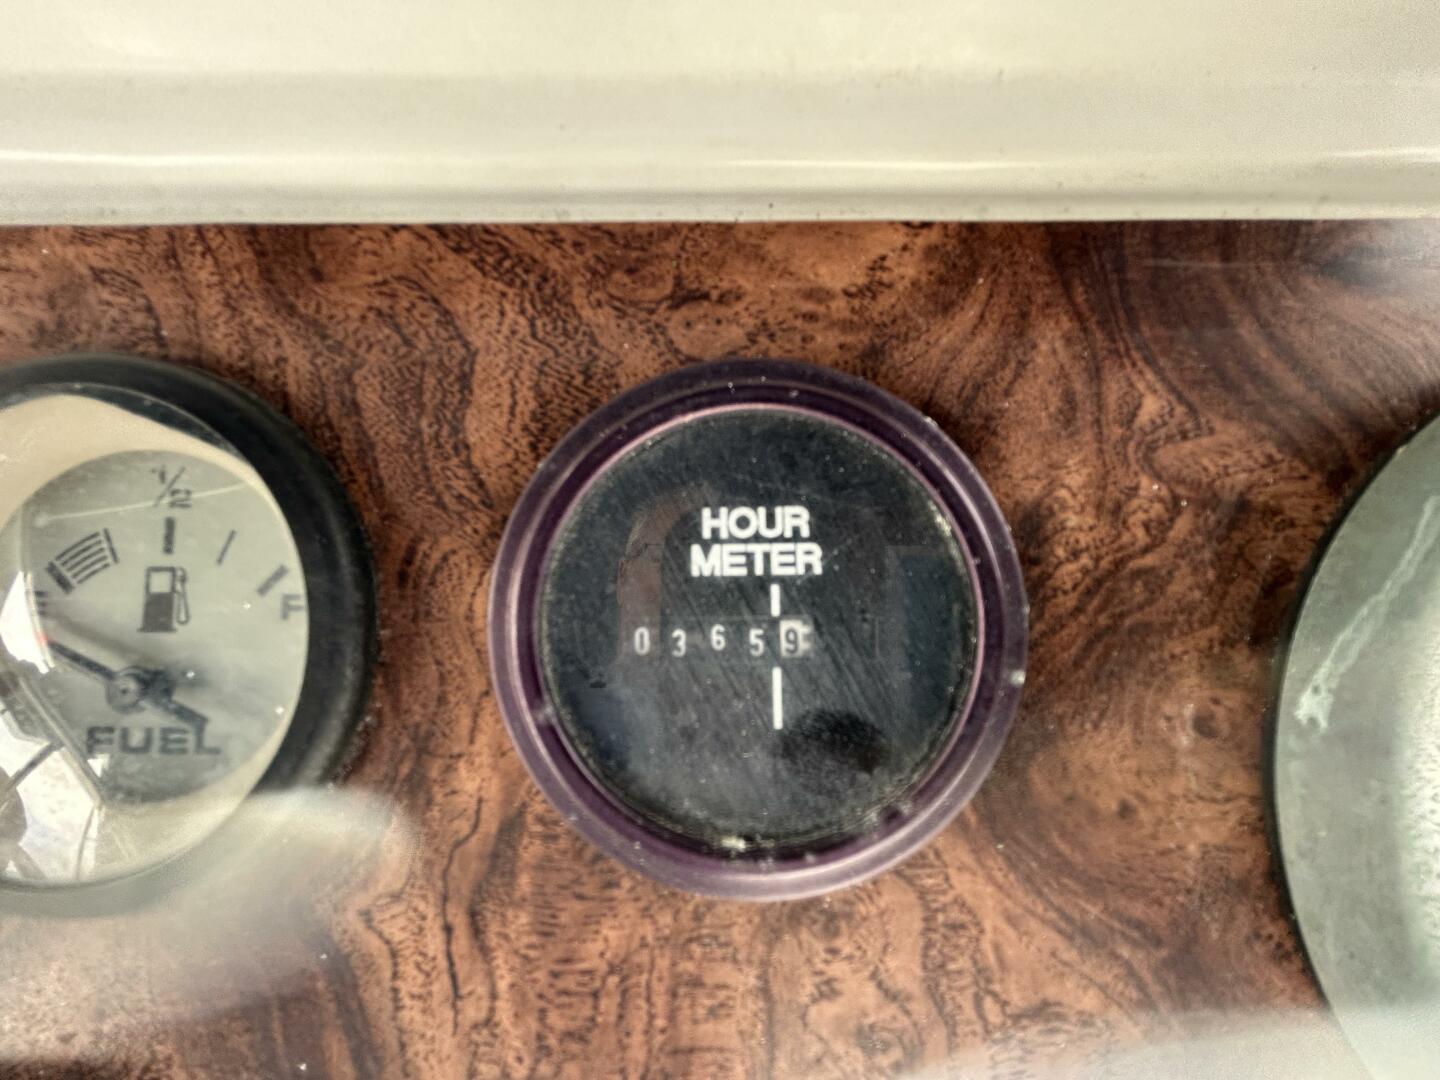 HOUR
METER
03659
1/2
E
F
FUEL